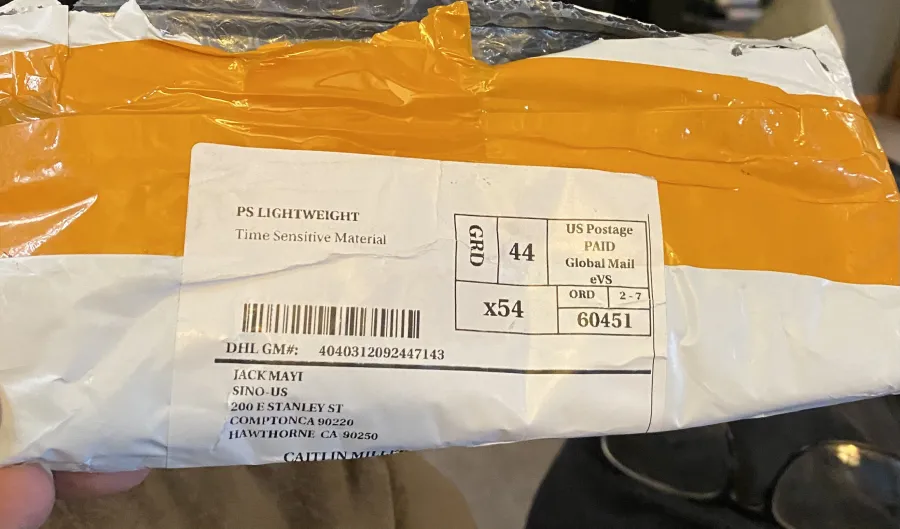 PS LIGHTWEIGHT
Time Sensitive Material
GRD
44
US Postage
PAID
Global Mail
eVS
x54
ORD
2 - 7
60451
DHL GM#: 4040312092447143
JACK MAYI
SINO-US
200 E STANLEY ST
COMPTONCA 90220
HAWTHORNE CA 90250
CAITLIN